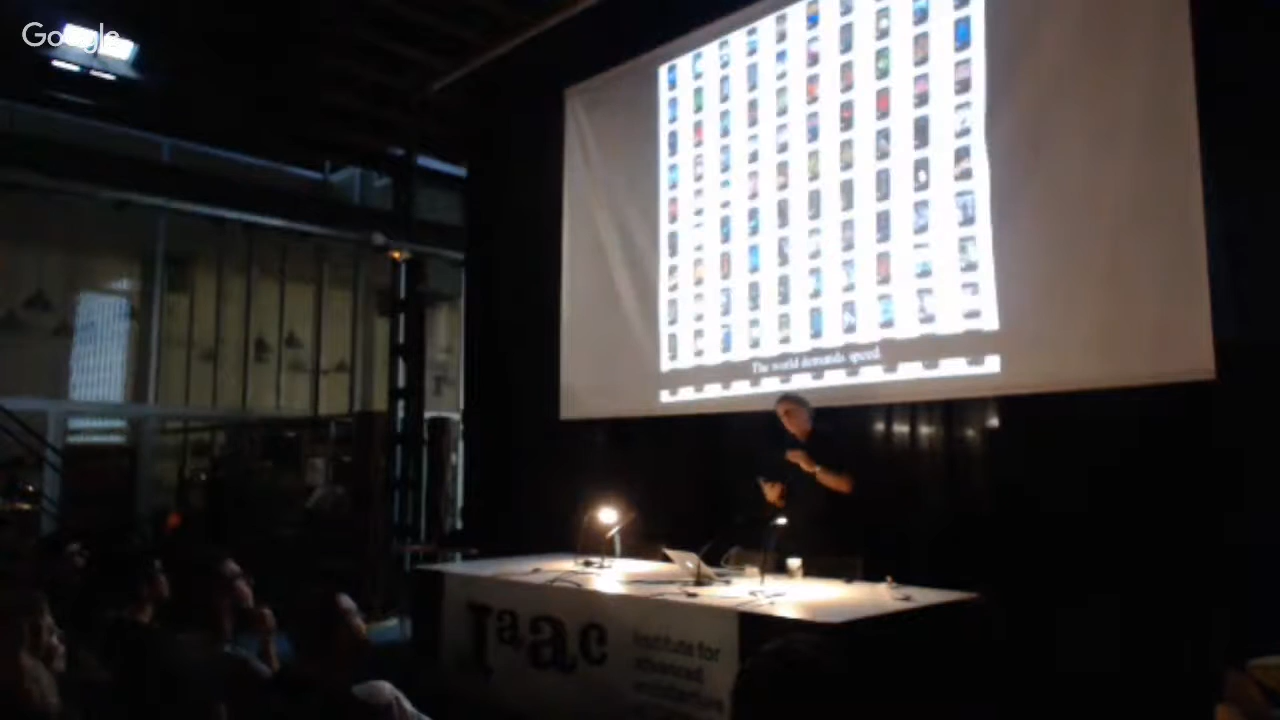 Google
The world demands speed
Iaac
Institute for
advanced
architecture